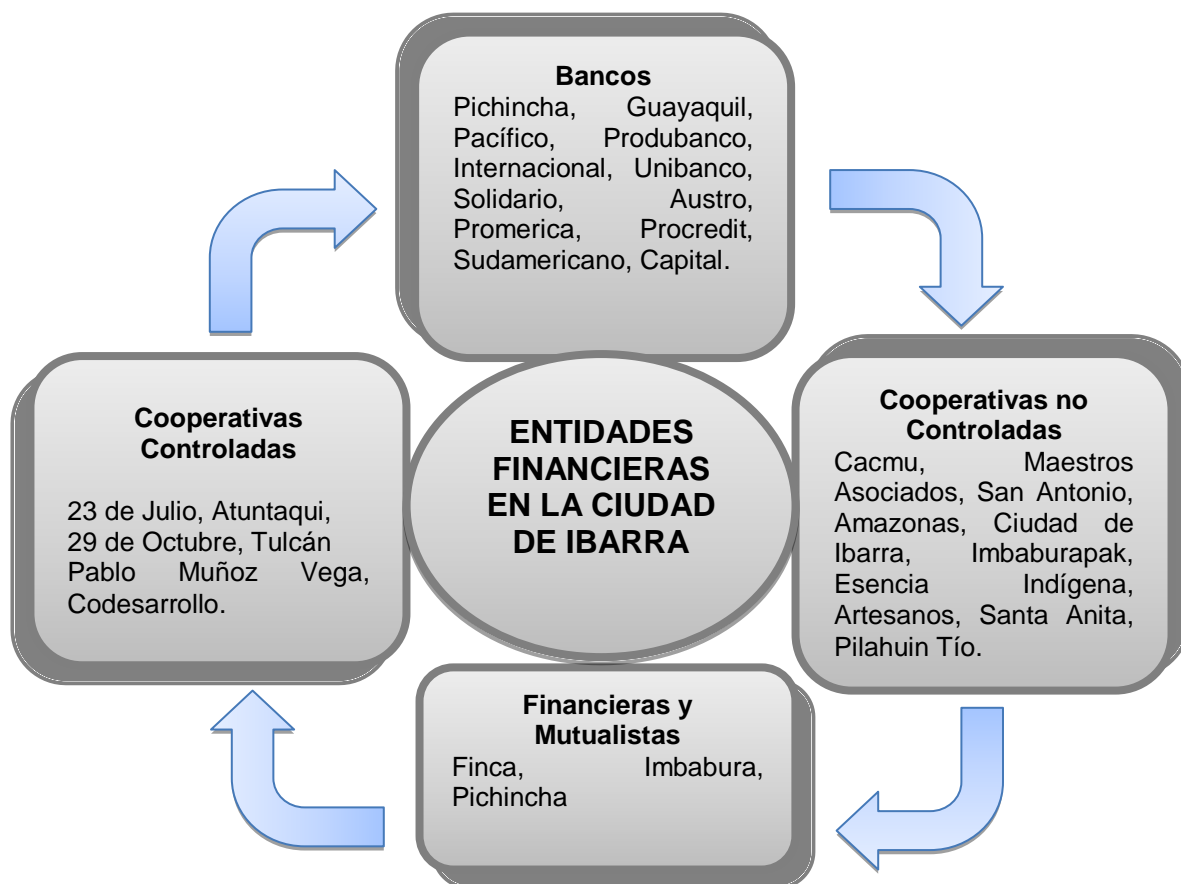 Bancos
Pichincha, Guayaquil,
Pacífico, Produbanco,
Internacional, Unibanco,
Solidario, Austro,
Promerica, Procredit,
Sudamericano, Capital.
Cooperativas
Controladas
23 de Julio, Atuntaqui,
29 de Octubre, Tulcán
Pablo Muñoz Vega,
Codesarrollo.
ENTIDADES
FINANCIERAS
EN LA CIUDAD
DE IBARRA
Cooperativas no
Controladas
Cacmu, Maestros
Asociados, San Antonio,
Amazonas, Ciudad de
Ibarra, Imbaburapak,
Esencia Indígena,
Artesanos, Santa Anita,
Pilahuin Tío.
Financieras y
Mutualistas
Finca, Imbabura,
Pichincha